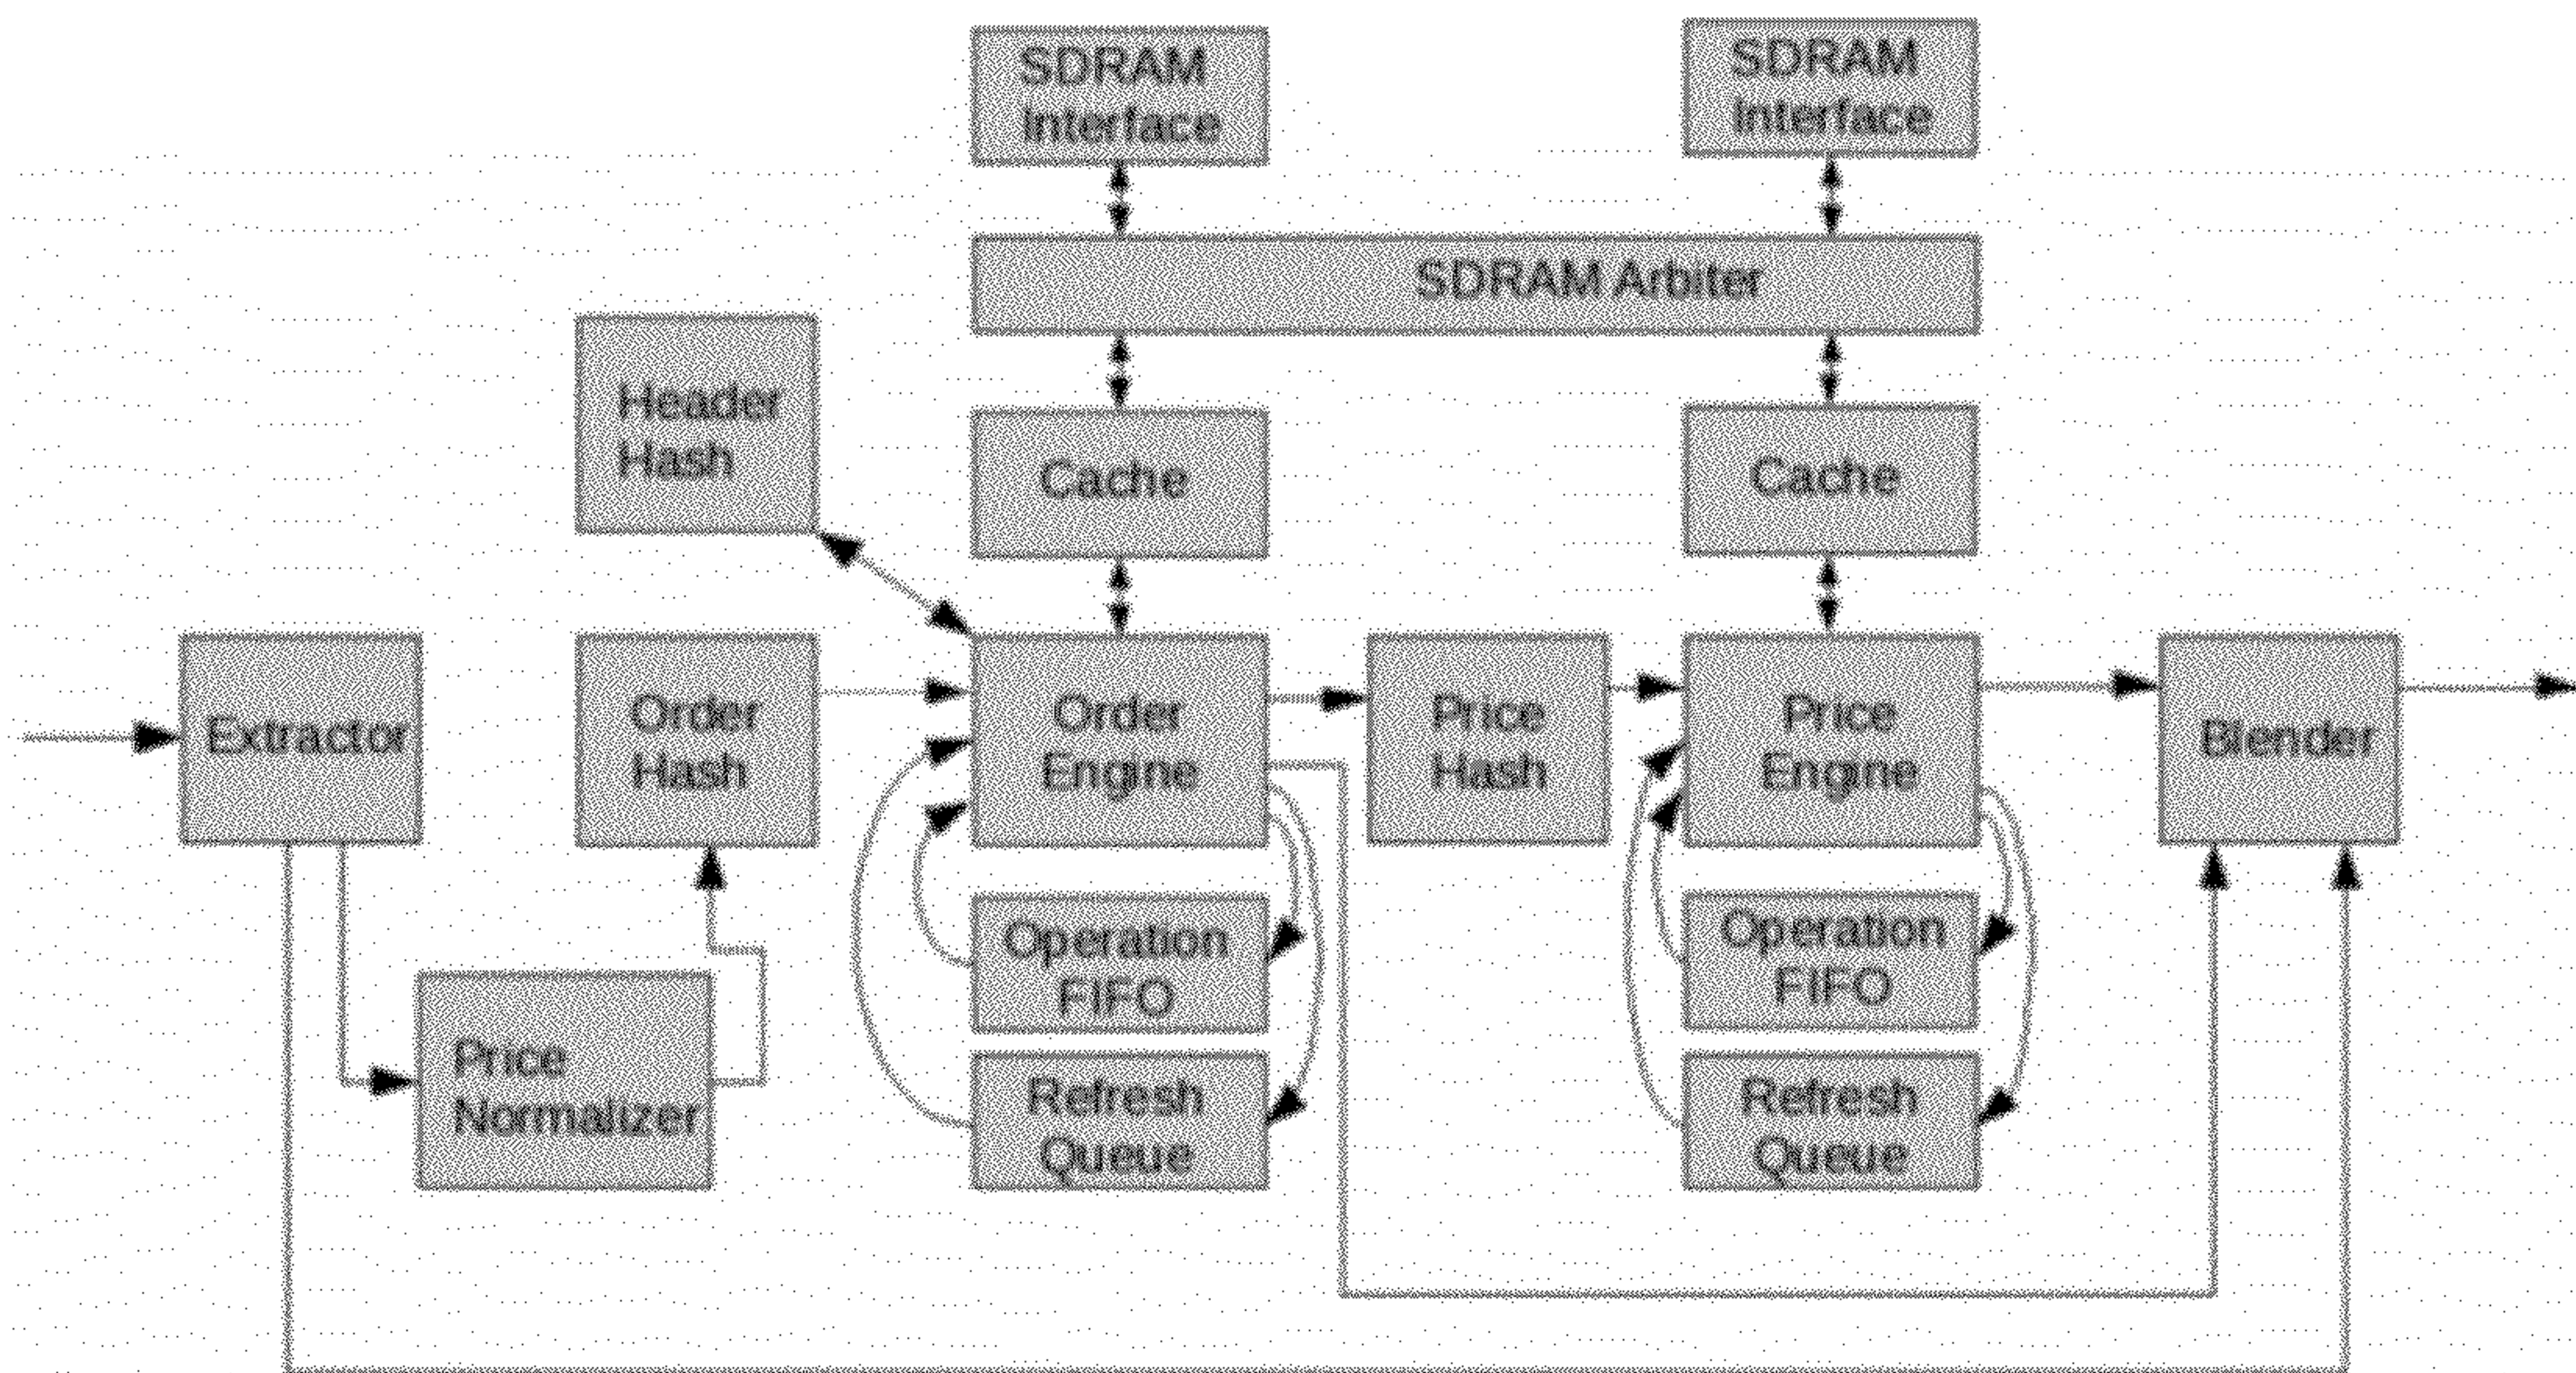 SDRAM
Interface
SDRAM
Interface
SDRAM Arbiter
Header
Hash
Cache
Cache
Extractor
Order
Hash
Order
Engine
Price
Hash
Price
Engine
Blender
Operation
FIFO
Operation
FIFO
Price
Normalizer
Refresh
Queue
Refresh
Queue